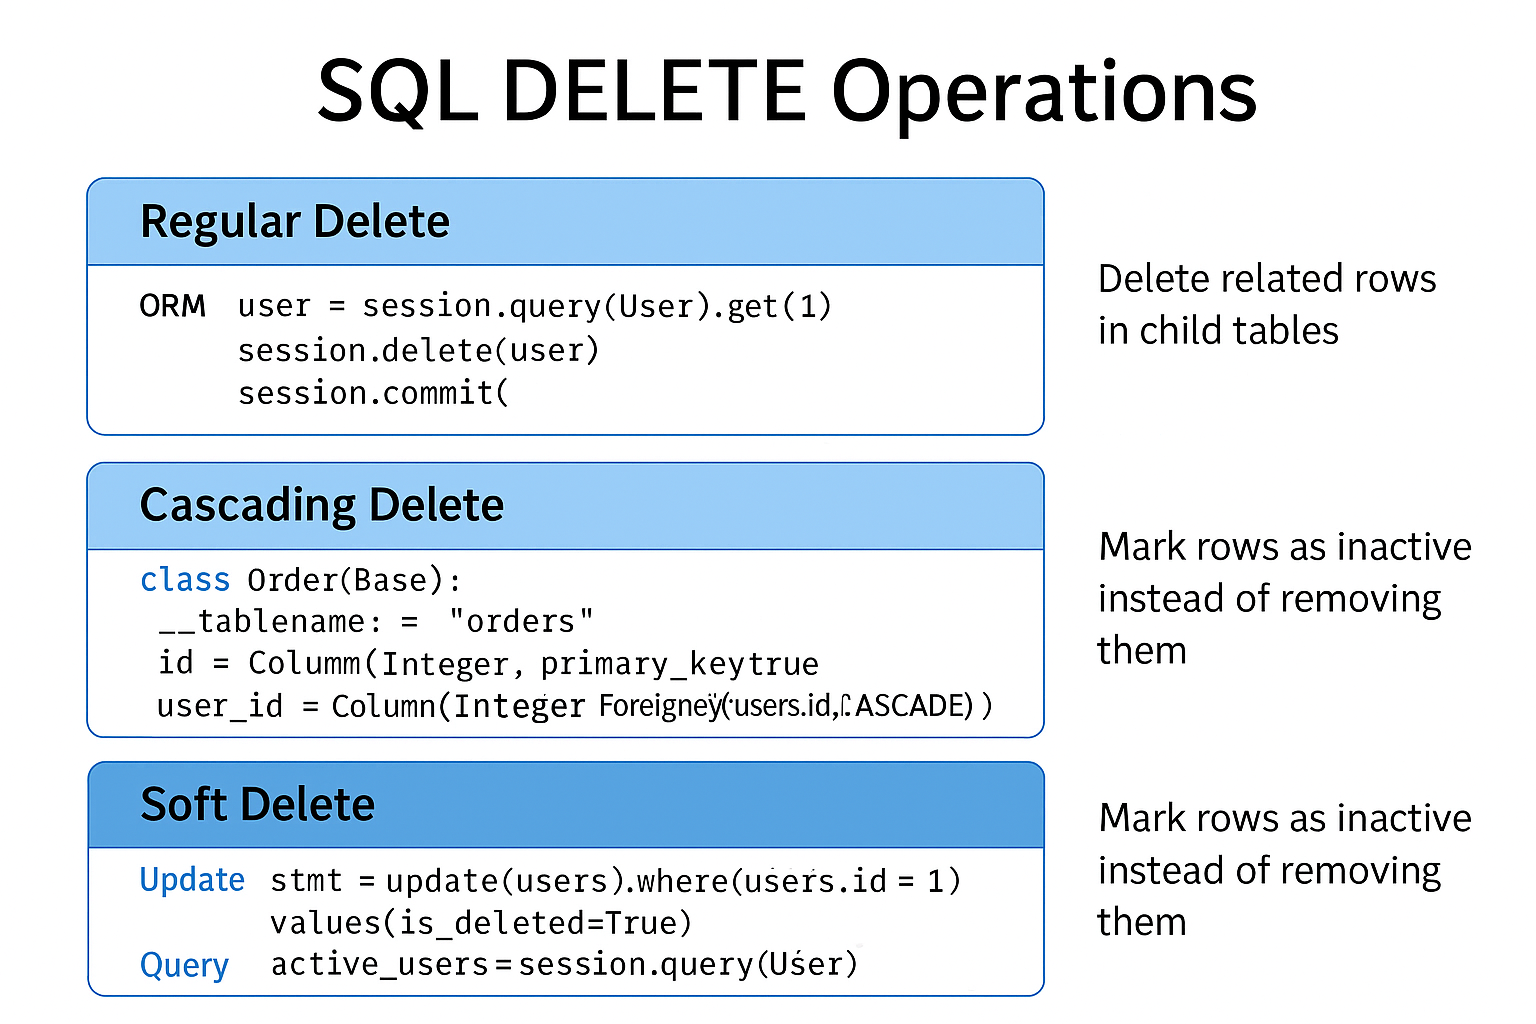 SQL DELETE Operations
Regular Delete
ORM user = session.query(User).get(1)
session.delete(user)
session.commit(
Delete related rows
in child tables
Cascading Delete
class Order(Base):
__tablename: = "orders"
id = Columm(Integer, primary_keytrue
user_id = Column(Integer users.id, ASCADE))
Mark rows as inactive
instead of removing
them
Soft Delete
Update stmt = update(users).where(users.id = 1)
values(is_deleted=True)
Query active_users=session.query(User)
Mark rows as inactive
instead of removing
them